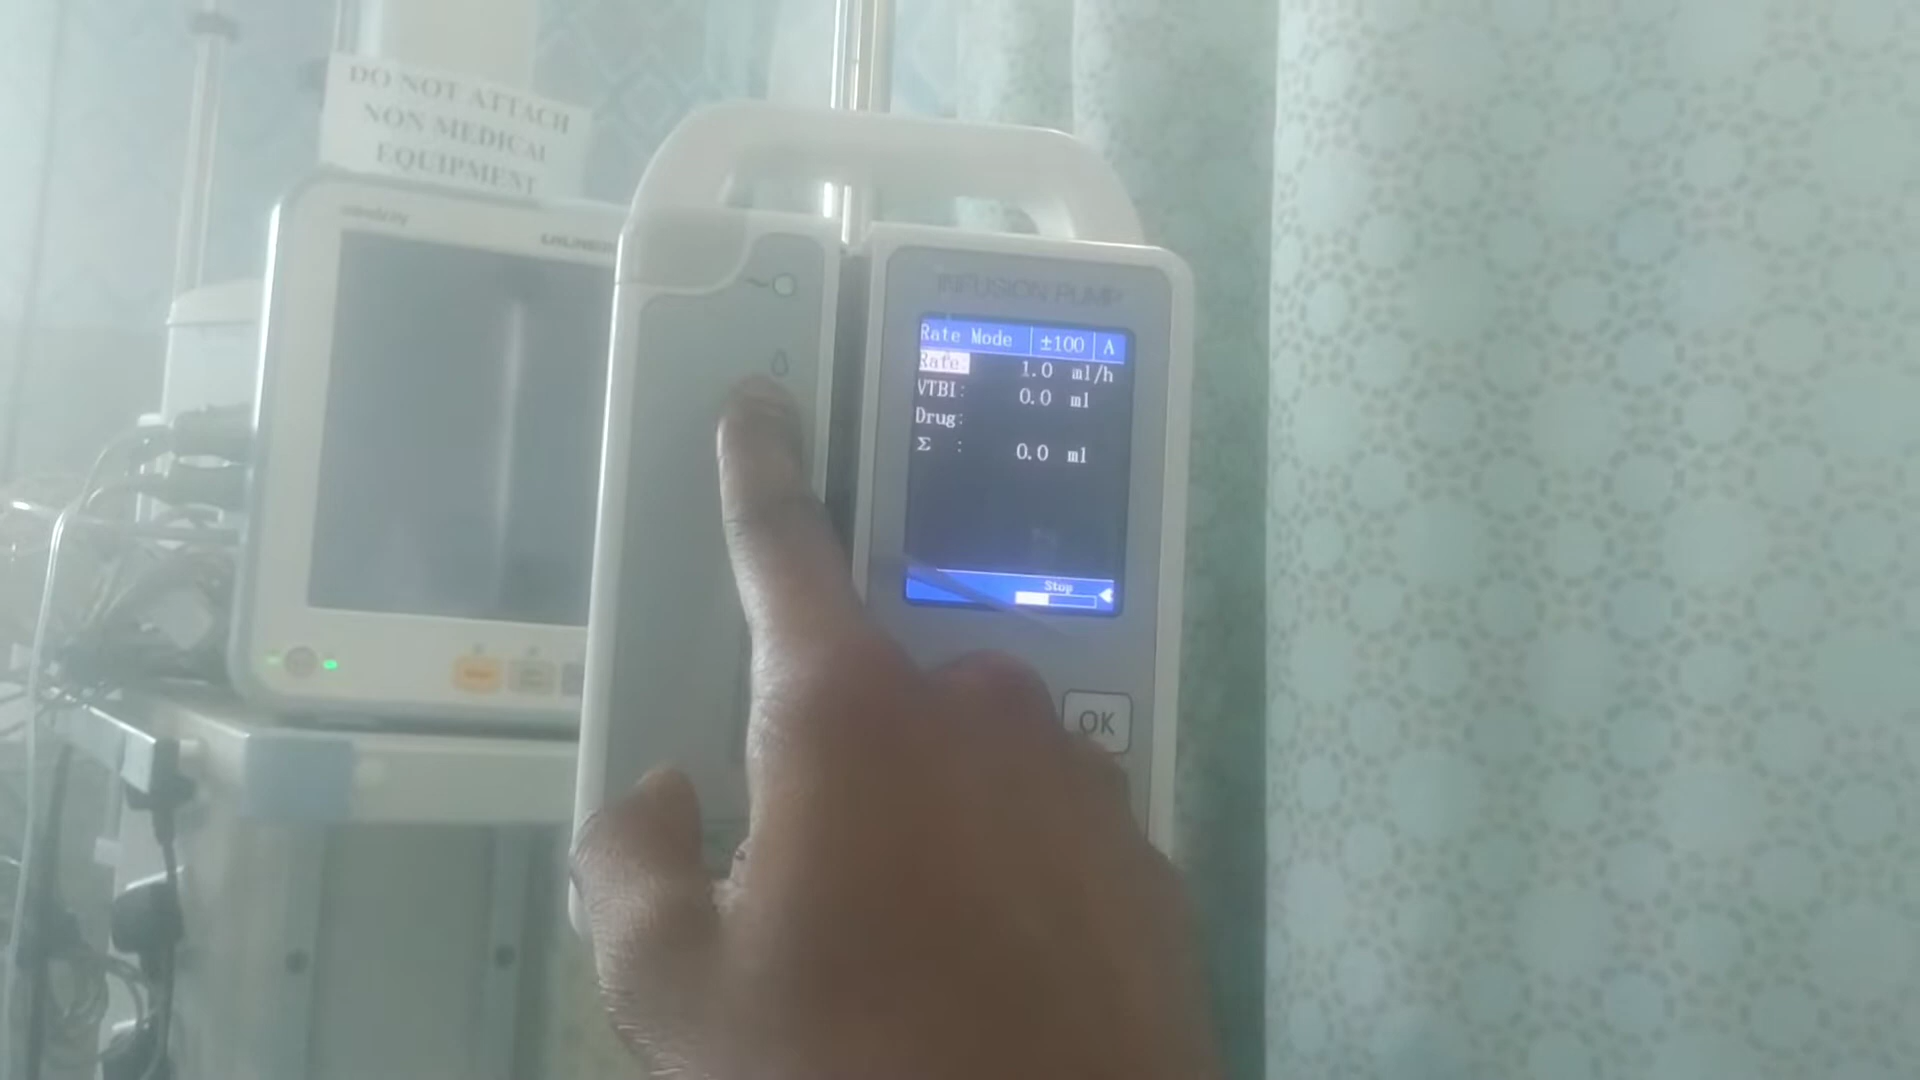 DO NOT ATTACH
NON MEDICAL
EQUIPMENT
INFUSION PUMP
Rate Mode ±100 A
Rate: 1.0 ml/h
VTBI: 0.0 ml
Drug:
Σ : 0.0 ml
Stop
OK